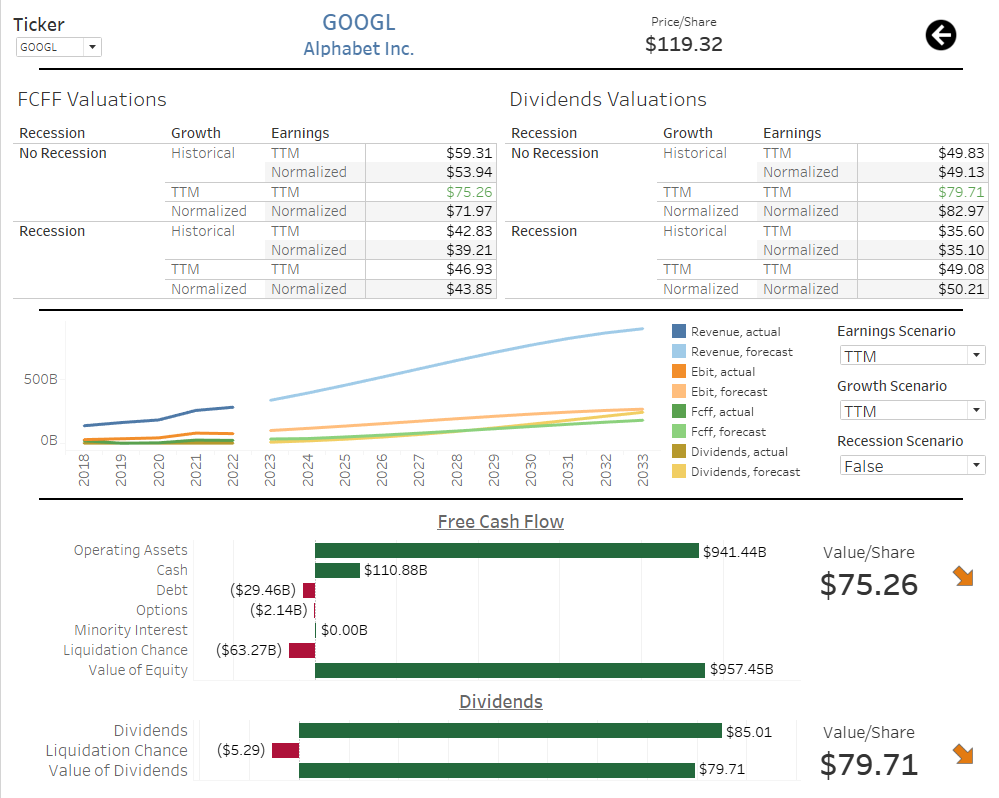 Ticker
GOOGL
GOOGL
Alphabet Inc.
Price/Share
$119.32
FCFF Valuations
Recession Growth Earnings
No Recession Historical TTM $59.31
Normalized $53.94
TTM TTM $75.26
Normalized Normalized $71.97
Recession Historical TTM $42.83
Normalized $39.21
TTM TTM $46.93
Normalized Normalized $43.85
Dividends Valuations
Recession Growth Earnings
No Recession Historical TTM $49.83
Normalized $49.13
TTM TTM $79.71
Normalized Normalized $82.97
Recession Historical TTM $35.60
Normalized $35.10
TTM TTM $49.08
Normalized Normalized $50.21
500B
0B
2018 2019 2020 2021 2022 2023 2024 2025 2026 2027 2028 2029 2030 2031 2032 2033
Revenue, actual
Revenue, forecast
Ebit, actual
Ebit, forecast
Fcff, actual
Fcff, forecast
Dividends, actual
Dividends, forecast
Earnings Scenario
TTM
Growth Scenario
TTM
Recession Scenario
False
Free Cash Flow
Operating Assets $941.44B
Cash $110.88B
Debt ($29.46B)
Options ($2.14B)
Minority Interest $0.00B
Liquidation Chance ($63.27B)
Value of Equity $957.45B
Value/Share
$75.26
Dividends
Dividends $85.01
Liquidation Chance ($5.29)
Value of Dividends $79.71
Value/Share
$79.71